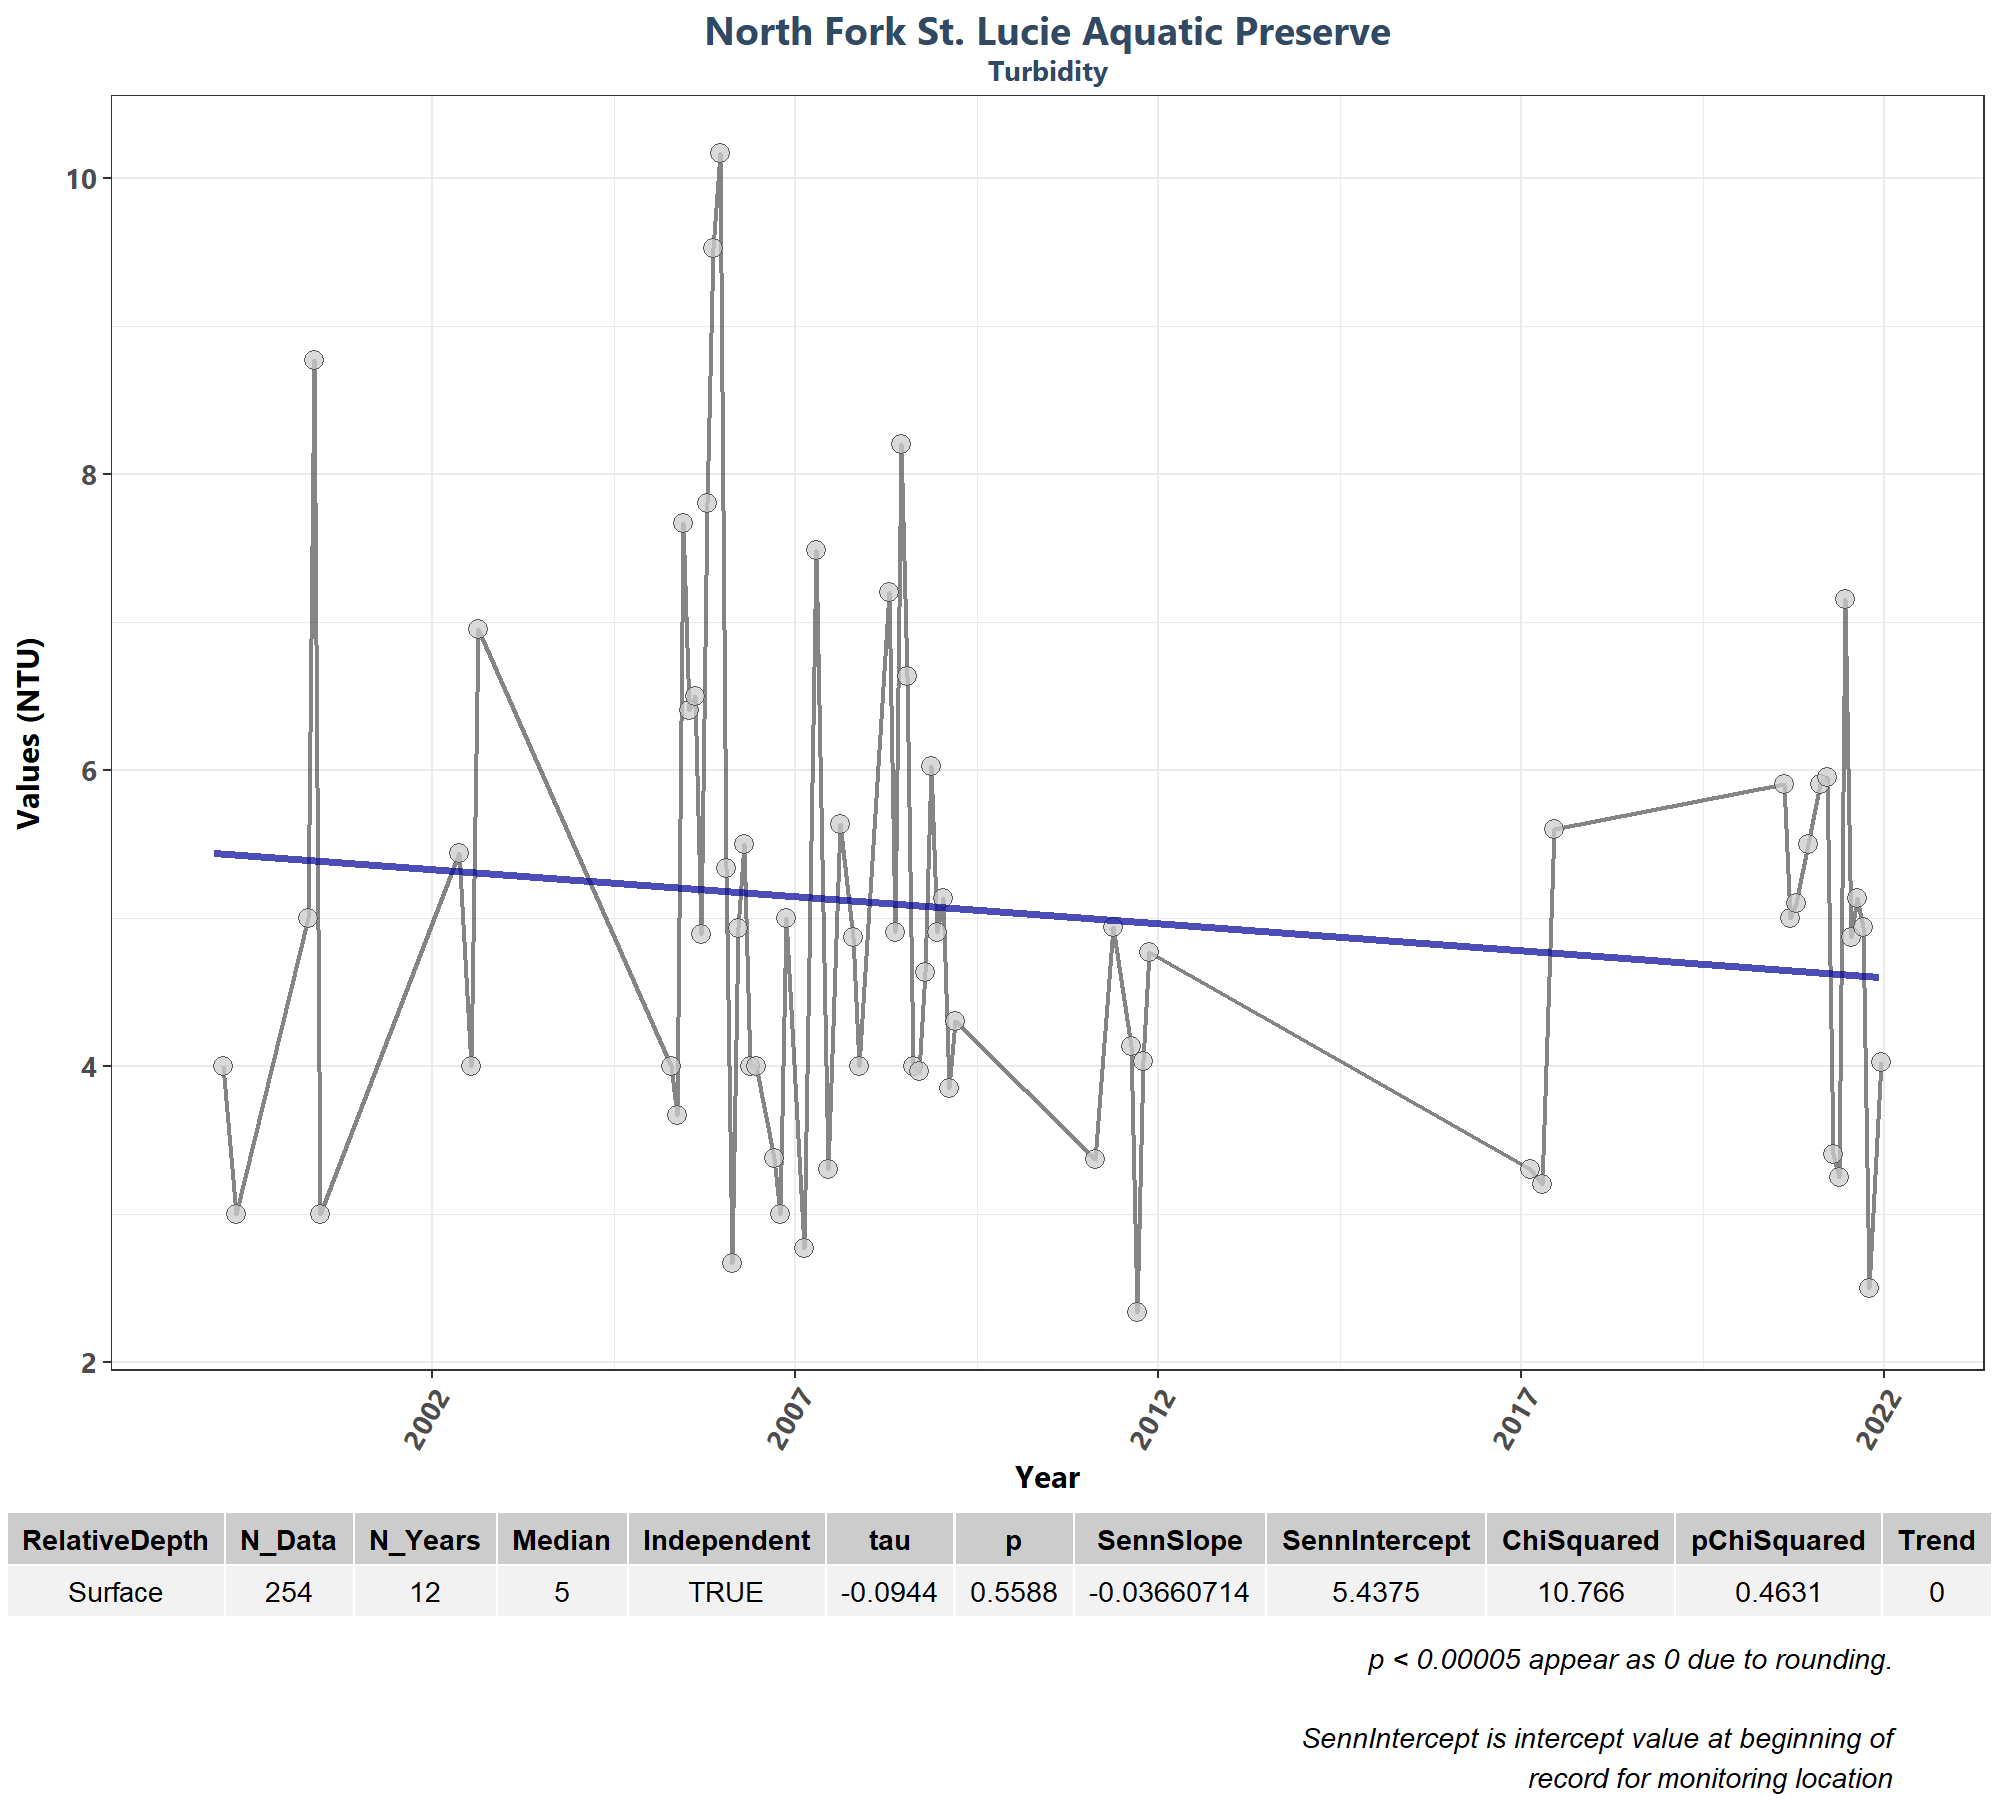 North Fork St. Lucie Aquatic Preserve
Turbidity
Values (NTU)
10
8
6
4
2
2002 2007 2012 2017 2022
Year
RelativeDepth N_Data N_Years Median Independent tau p SennSlope SennIntercept ChiSquared pChiSquared Trend
Surface 254 12 5 TRUE -0.0944 0.5588 -0.03660714 5.4375 10.766 0.4631 0
p < 0.00005 appear as 0 due to rounding.
SennIntercept is intercept value at beginning of
record for monitoring location